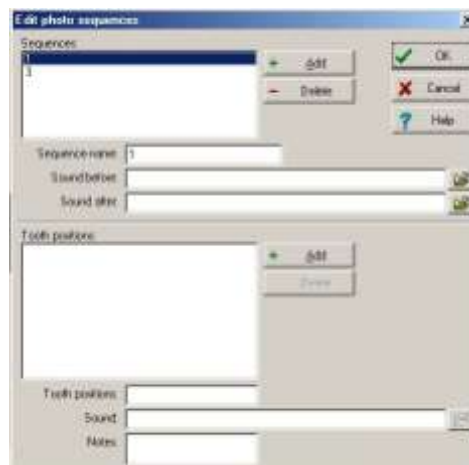 Edit photo sequences
Sequences
1
3
Add
Delete
OK
Cancel
Help
Sequence name: 1
Sound before:
Sound after:
Tooth positions
Add
Delete
Tooth positions:
Sound:
Notes: